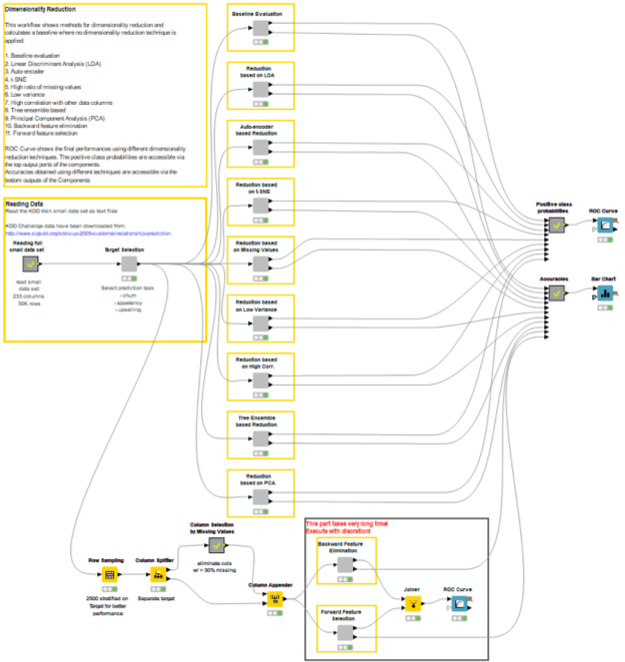 Dimensionality Reduction
This workflow shows methods for dimensionality reduction and
calculates a baseline where no dimensionality reduction technique is
applied:
1. Baseline evaluation
2. Linear Discriminant Analysis (LDA)
3. Auto-encoder
4. t-SNE
5. High ratio of missing values
6. Low variance
7. High correlation with other data columns
8. Tree ensemble based
9. Principal Component Analysis (PCA)
10. Backward feature elimination
11. Forward feature selection
ROC Curve shows the final performances using different dimensionality
reduction techniques. The positive class probabilities are accessible via
the top output ports of the components.
Accuracies obtained using different techniques are accessible via the
bottom outputs of the Components
Reading Data
Read the KDD train small data set as text files
KDD Challenge data have been downloaded from:
Reading full
small data set
read small
data set:
233 columns
50K rows
Target Selection
Select prediction task
- churn
- appetency
- upselling
Baseline Evaluation
Reduction
based on LDA
Auto-encoder
based Reduction
Reduction based
on t-SNE
Reduction based
on Missing Values
Reduction based
on Low Variance
Reduction based
on High Corr.
Tree Ensemble
based Reduction
Reduction
based on PCA
Positive class
probabilities
ROC Curve
Accuracies
Bar Chart
Column Selection
by Missing Values
eliminate cols
w/ > 30% missing
Row Sampling
2500 stratified on
Target for better
performance
Column Splitter
Separate target
Column Appender
This part takes very long time!
Execute with discretion!
Backward Feature
Elimination
Forward Feature
Selection
Joiner
ROC Curve